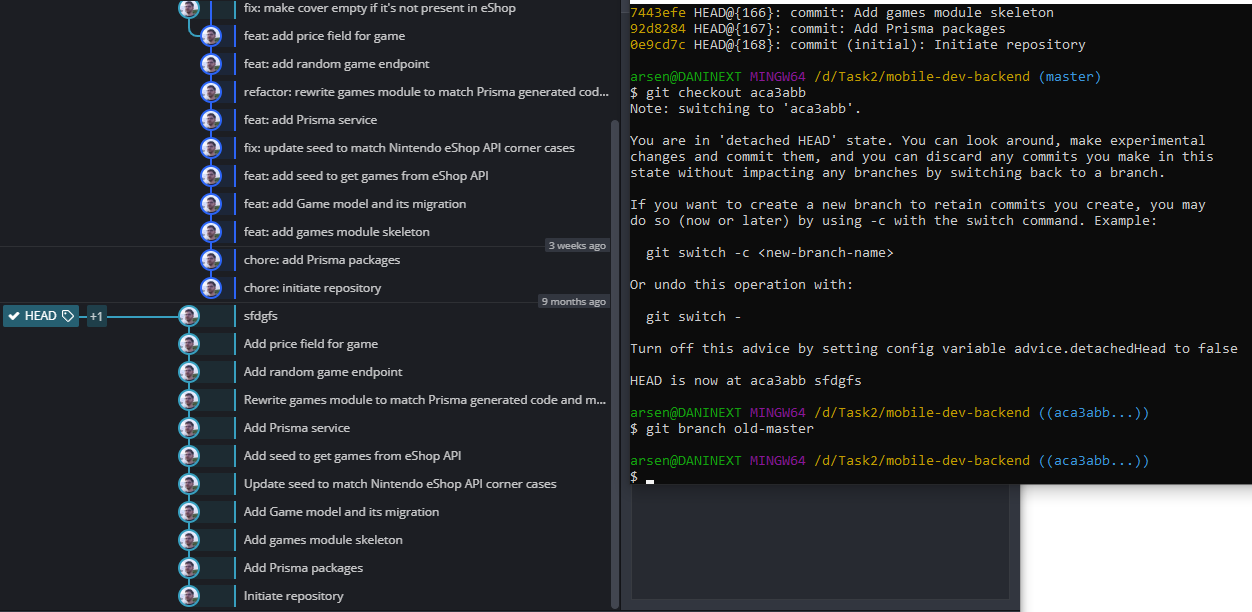 fix: make cover empty if it's not present in eShop
feat: add price field for game
feat: add random game endpoint
refactor: rewrite games module to match Prisma generated cod...
feat: add Prisma service
fix: update seed to match Nintendo eShop API corner cases
feat: add seed to get games from eShop API
feat: add Game model and its migration
feat: add games module skeleton
3 weeks ago
chore: add Prisma packages
chore: initiate repository
9 months ago
HEAD +1 sfdgfs
Add price field for game
Add random game endpoint
Rewrite games module to match Prisma generated code and m...
Add Prisma service
Add seed to get games from eShop API
Update seed to match Nintendo eShop API corner cases
Add Game model and its migration
Add games module skeleton
Add Prisma packages
Initiate repository
7443efe HEAD@{166}: commit: Add games module skeleton
92d8284 HEAD@{167}: commit: Add Prisma packages
0e9cd7c HEAD@{168}: commit (initial): Initiate repository
arsen@DANINEXT MINGW64 /d/Task2/mobile-dev-backend (master)
$ git checkout aca3abb
Note: switching to 'aca3abb'.
You are in 'detached HEAD' state. You can look around, make experimental
changes and commit them, and you can discard any commits you make in this
state without impacting any branches by switching back to a branch.
If you want to create a new branch to retain commits you create, you may
do so (now or later) by using -c with the switch command. Example:
git switch -c <new-branch-name>
Or undo this operation with:
git switch -
Turn off this advice by setting config variable advice.detachedHead to false
HEAD is now at aca3abb sfdgfs
arsen@DANINEXT MINGW64 /d/Task2/mobile-dev-backend ((aca3abb...))
$ git branch old-master
arsen@DANINEXT MINGW64 /d/Task2/mobile-dev-backend ((aca3abb...))
$